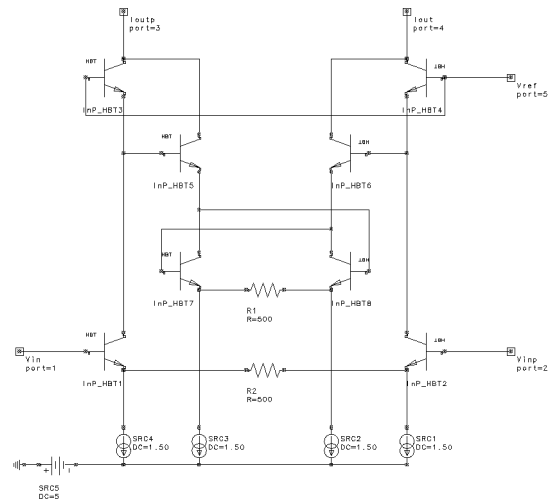 Ioutp
port=3
Iout
port=4
HBT
HBT
InP_HBT3
InP_HBT4
Vref
port=5
HBT
HBT
InP_HBT5
InP_HBT6
HBT
HBT
InP_HBT7
InP_HBT8
R1
R=500
HBT
HBT
Vin
port=1
InP_HBT1
R2
R=500
InP_HBT2
Vinp
port=2
SRC4
DC=1.50
SRC3
DC=1.50
SRC2
DC=1.50
SRC1
DC=1.50
+
-
SRC5
DC=5